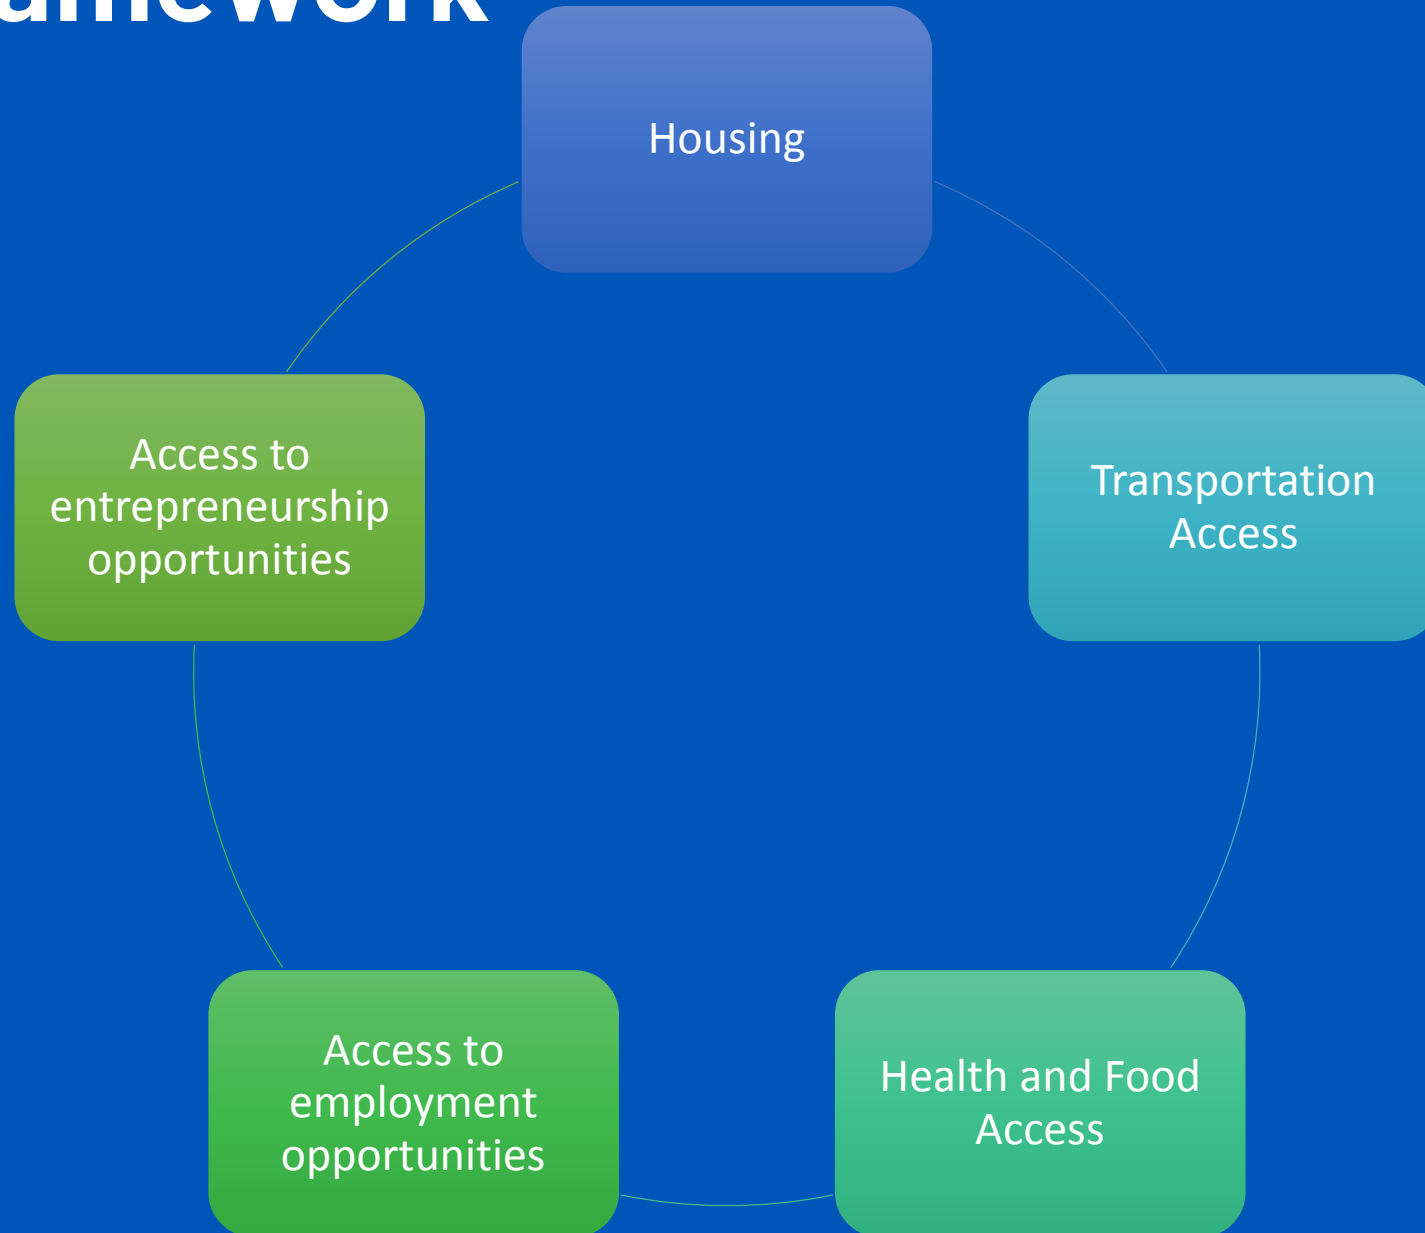 Housing
Transportation
Access
Health and Food
Access
Access to
employment
opportunities
Access to
entrepreneurship
opportunities